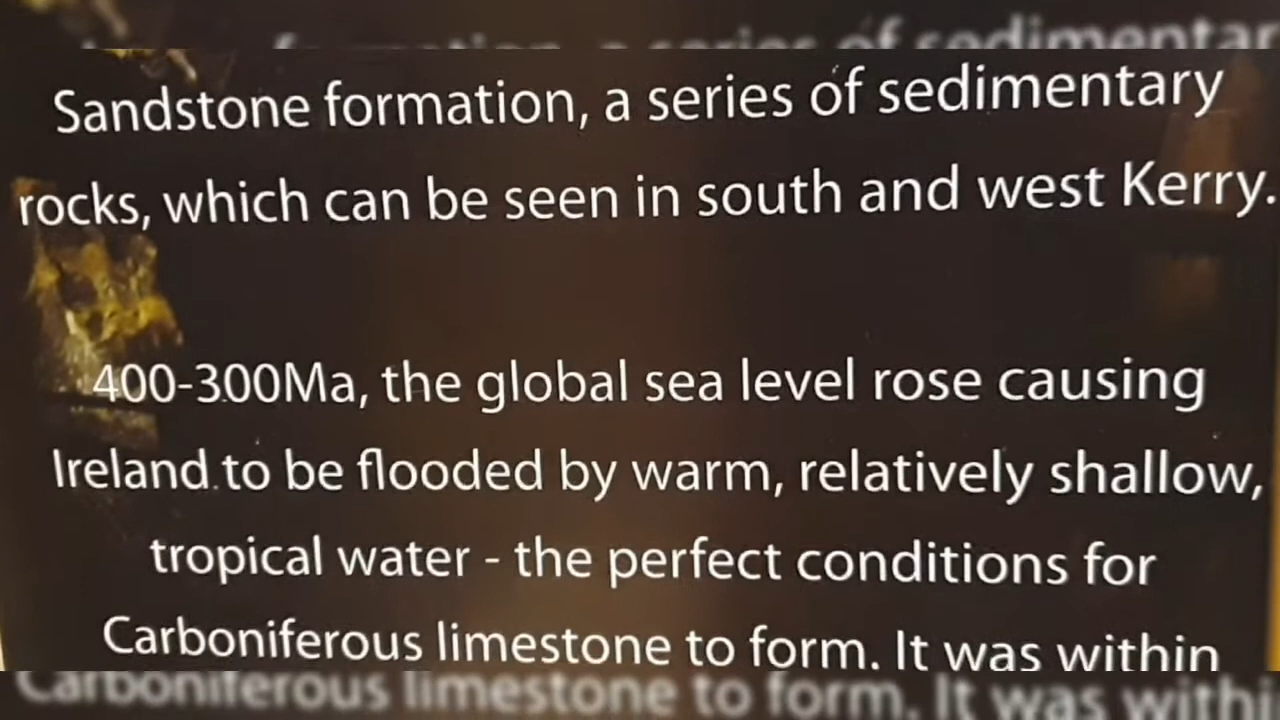 Sandstone formation, a series of sedimentary
rocks, which can be seen in south and west Kerry.
400-300Ma, the global sea level rose causing
Ireland to be flooded by warm, relatively shallow,
tropical water - the perfect conditions for
Carboniferous limestone to form. It was within